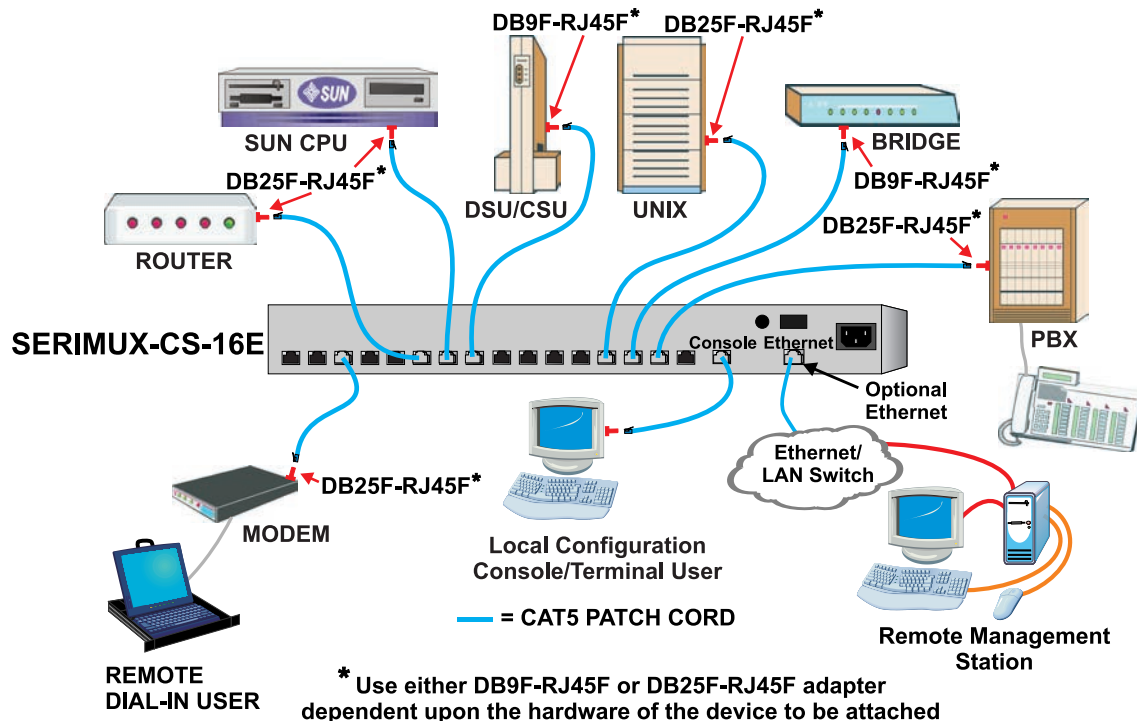 DB9F-RJ45F*
DB25F-RJ45F*
SUN
SUN CPU
DB25F-RJ45F*
ROUTER
DSU/CSU
UNIX
BRIDGE
DB9F-RJ45F*
DB25F-RJ45F*
PBX
SERIMUX-CS-16E
Console Ethernet
Optional
Ethernet
Ethernet/
LAN Switch
DB25F-RJ45F*
MODEM
Local Configuration
Console/Terminal User
= CAT5 PATCH CORD
REMOTE
DIAL-IN USER
Remote Management
Station
* Use either DB9F-RJ45F or DB25F-RJ45F adapter
dependent upon the hardware of the device to be attached